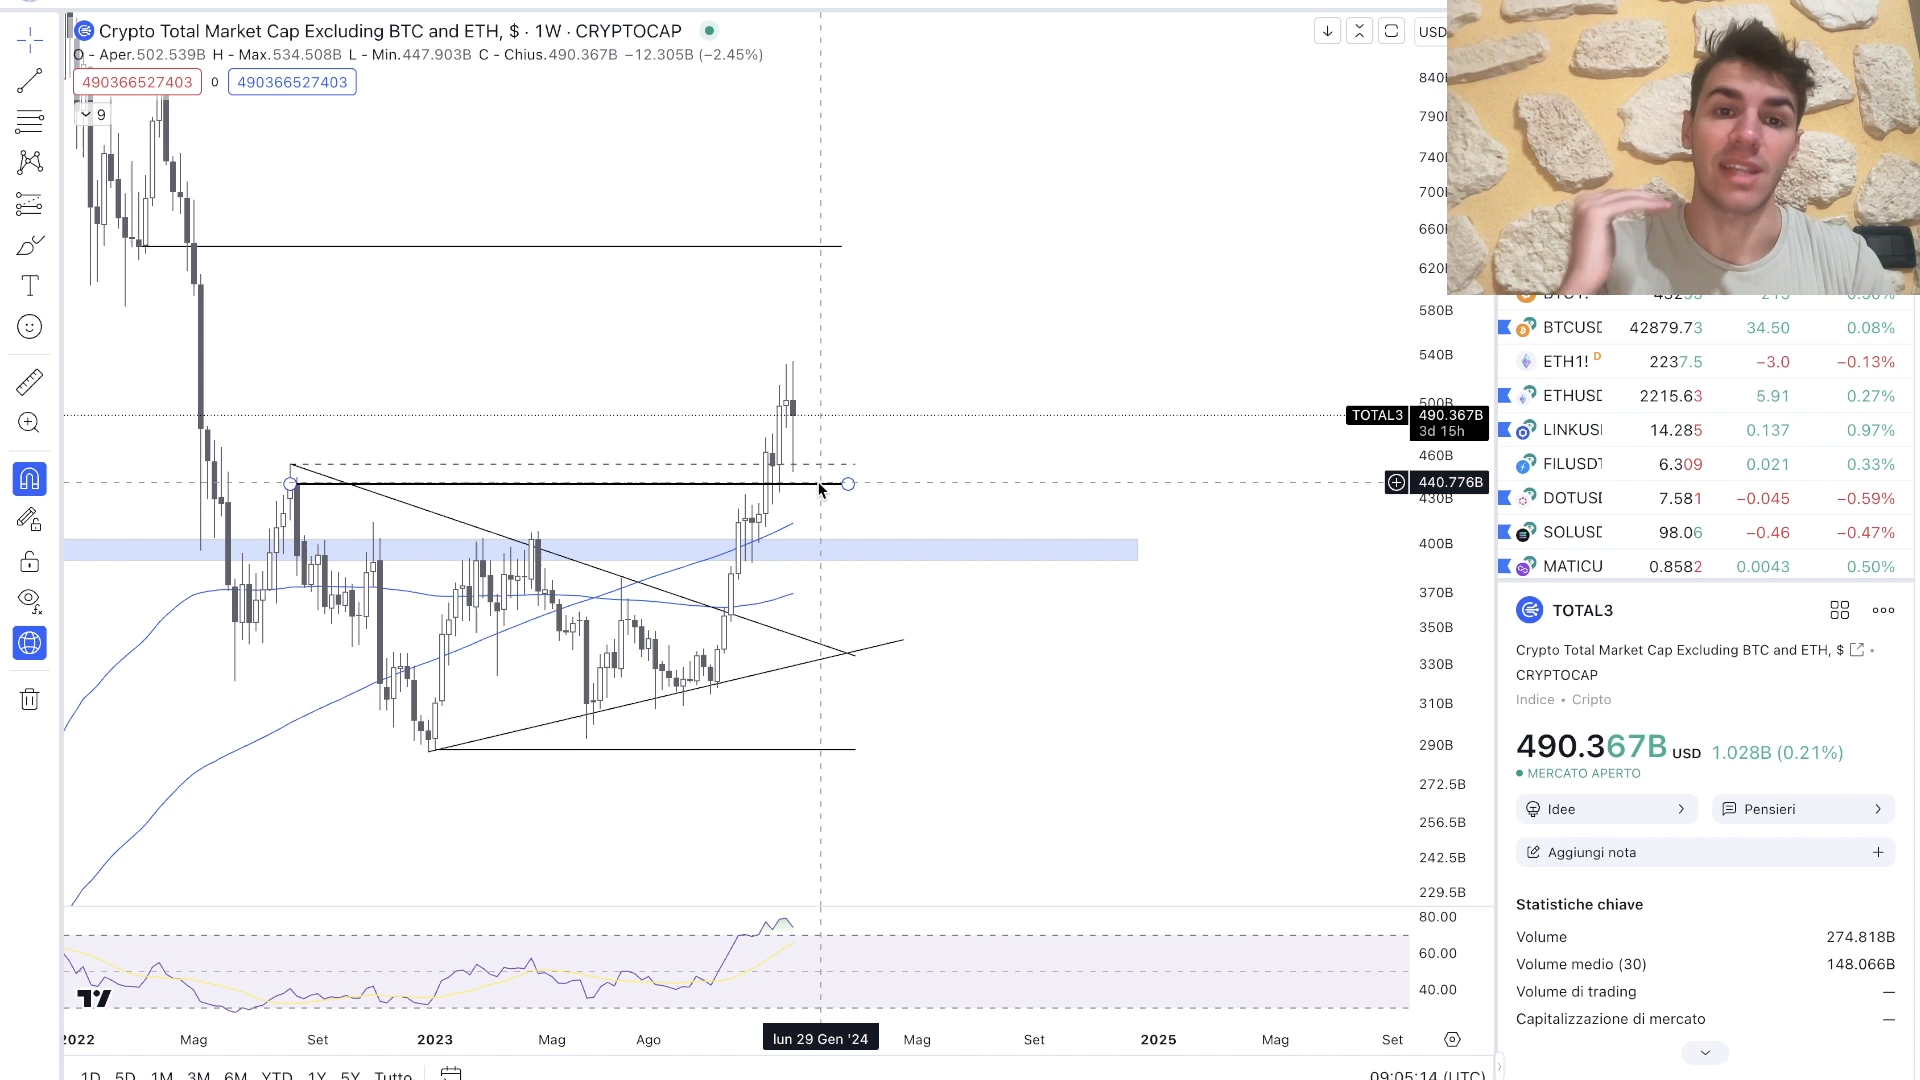 Crypto Total Market Cap Excluding BTC and ETH, $ · 1W · CRYPTOCAP
O - Aper.502.539B H - Max.534.508B L - Min.447.903B C - Chius.490.367B −12.305B (−2.45%)
490366527403 0 490366527403
9
USD
840
790
740
700
660
620
580B
540B
500B
TOTAL3 490.367B
3d 15h
460B
440.776B
430B
400B
370B
350B
330B
310B
290B
272.5B
256.5B
242.5B
229.5B
80.00
60.00
40.00
2022 Mag Set 2023 Mag Ago lun 29 Gen '24 Mag Set 2025 Mag Set
1D 5D 1M 3M 6M YTD 1Y 5Y Tutto
09:05:14 (UTC)
BTCUSD 42879.73 34.50 0.08%
ETH1! D 2237.5 −3.0 −0.13%
ETHUSD 2215.63 5.91 0.27%
LINKUS 14.285 0.137 0.97%
FILUSDT 6.309 0.021 0.33%
DOTUSD 7.581 −0.045 −0.59%
SOLUSD 98.06 −0.46 −0.47%
MATICU 0.8582 0.0043 0.50%
TOTAL3
Crypto Total Market Cap Excluding BTC and ETH, $ •
CRYPTOCAP
Indice • Cripto
490.367B USD 1.028B (0.21%)
MERCATO APERTO
Idee
Pensieri
Aggiungi nota
Statistiche chiave
Volume 274.818B
Volume medio (30) 148.066B
Volume di trading —
Capitalizzazione di mercato —